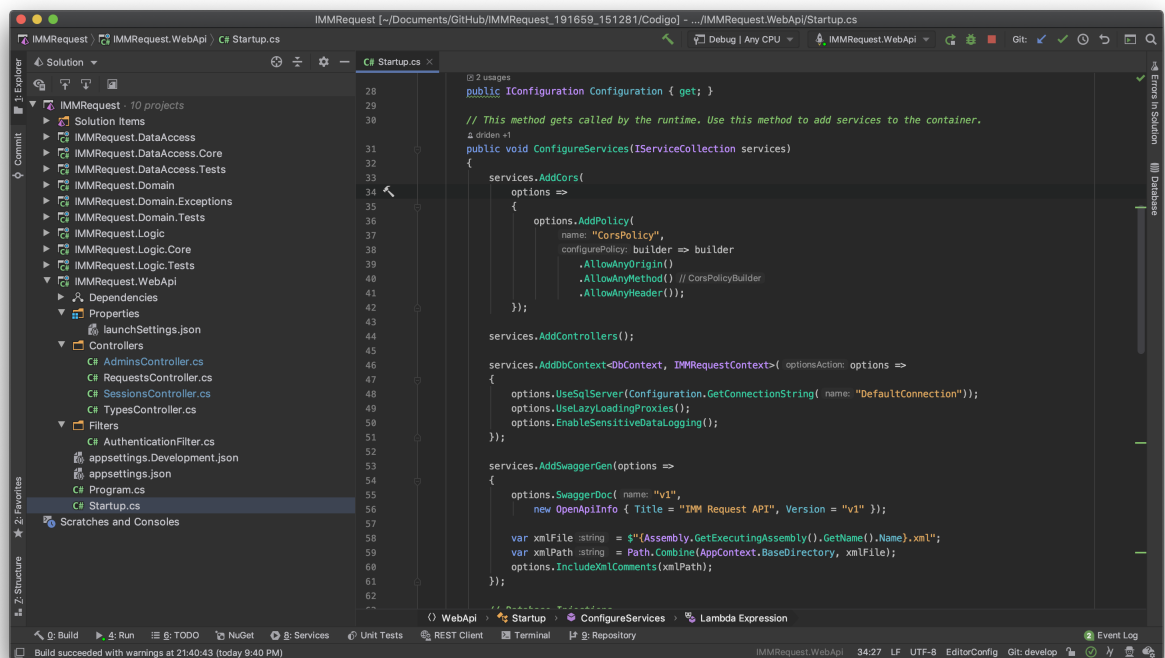 IMMRequest [~/Documents/GitHub/IMMRequest_191659_151281/Codigo] - .../IMMRequest.WebApi/Startup.cs
IMMRequest IMMRequest.WebApi C# Startup.cs Debug | Any CPU IMMRequest.WebApi Git:
1: Explorer
Commit
2: Favorites
7: Structure
Solution
IMMRequest · 10 projects
Solution Items
IMMRequest.DataAccess
IMMRequest.DataAccess.Core
IMMRequest.DataAccess.Tests
IMMRequest.Domain
IMMRequest.Domain.Exceptions
IMMRequest.Domain.Tests
IMMRequest.Logic
IMMRequest.Logic.Core
IMMRequest.Logic.Tests
IMMRequest.WebApi
Dependencies
Properties
launchSettings.json
Controllers
C# AdminsController.cs
C# RequestsController.cs
C# SessionsController.cs
C# TypesController.cs
Filters
C# AuthenticationFilter.cs
appsettings.Development.json
appsettings.json
C# Program.cs
C# Startup.cs
Scratches and Consoles
C# Startup.cs
2 usages
28 public IConfiguration Configuration { get; }
29
30 // This method gets called by the runtime. Use this method to add services to the container.
driden +1
31 public void ConfigureServices(IServiceCollection services)
32 {
33 services.AddCors(
34 options =>
35 {
36 options.AddPolicy(
37 name: "CorsPolicy",
38 configurePolicy: builder => builder
39 .AllowAnyOrigin()
40 .AllowAnyMethod() // CorsPolicyBuilder
41 .AllowAnyHeader());
42 });
43
44 services.AddControllers();
45
46 services.AddDbContext<DbContext, IMMRequestContext>( optionsAction: options =>
47 {
48 options.UseSqlServer(Configuration.GetConnectionString( name: "DefaultConnection"));
49 options.UseLazyLoadingProxies();
50 options.EnableSensitiveDataLogging();
51 });
52
53 services.AddSwaggerGen(options =>
54 {
55 options.SwaggerDoc( name: "v1",
56 new OpenApiInfo { Title = "IMM Request API", Version = "v1" });
57
58 var xmlFile :string = $"{Assembly.GetExecutingAssembly().GetName().Name}.xml";
59 var xmlPath :string = Path.Combine(AppContext.BaseDirectory, xmlFile);
60 options.IncludeXmlComments(xmlPath);
61 });
62
Errors In Solution
Database
WebApi › Startup › ConfigureServices › Lambda Expression
0: Build 4: Run 6: TODO NuGet 8: Services Unit Tests REST Client Terminal 9: Repository 2 Event Log
Build succeeded with warnings at 21:40:43 (today 9:40 PM) IMMRequest.WebApi 34:27 LF UTF-8 EditorConfig Git: develop